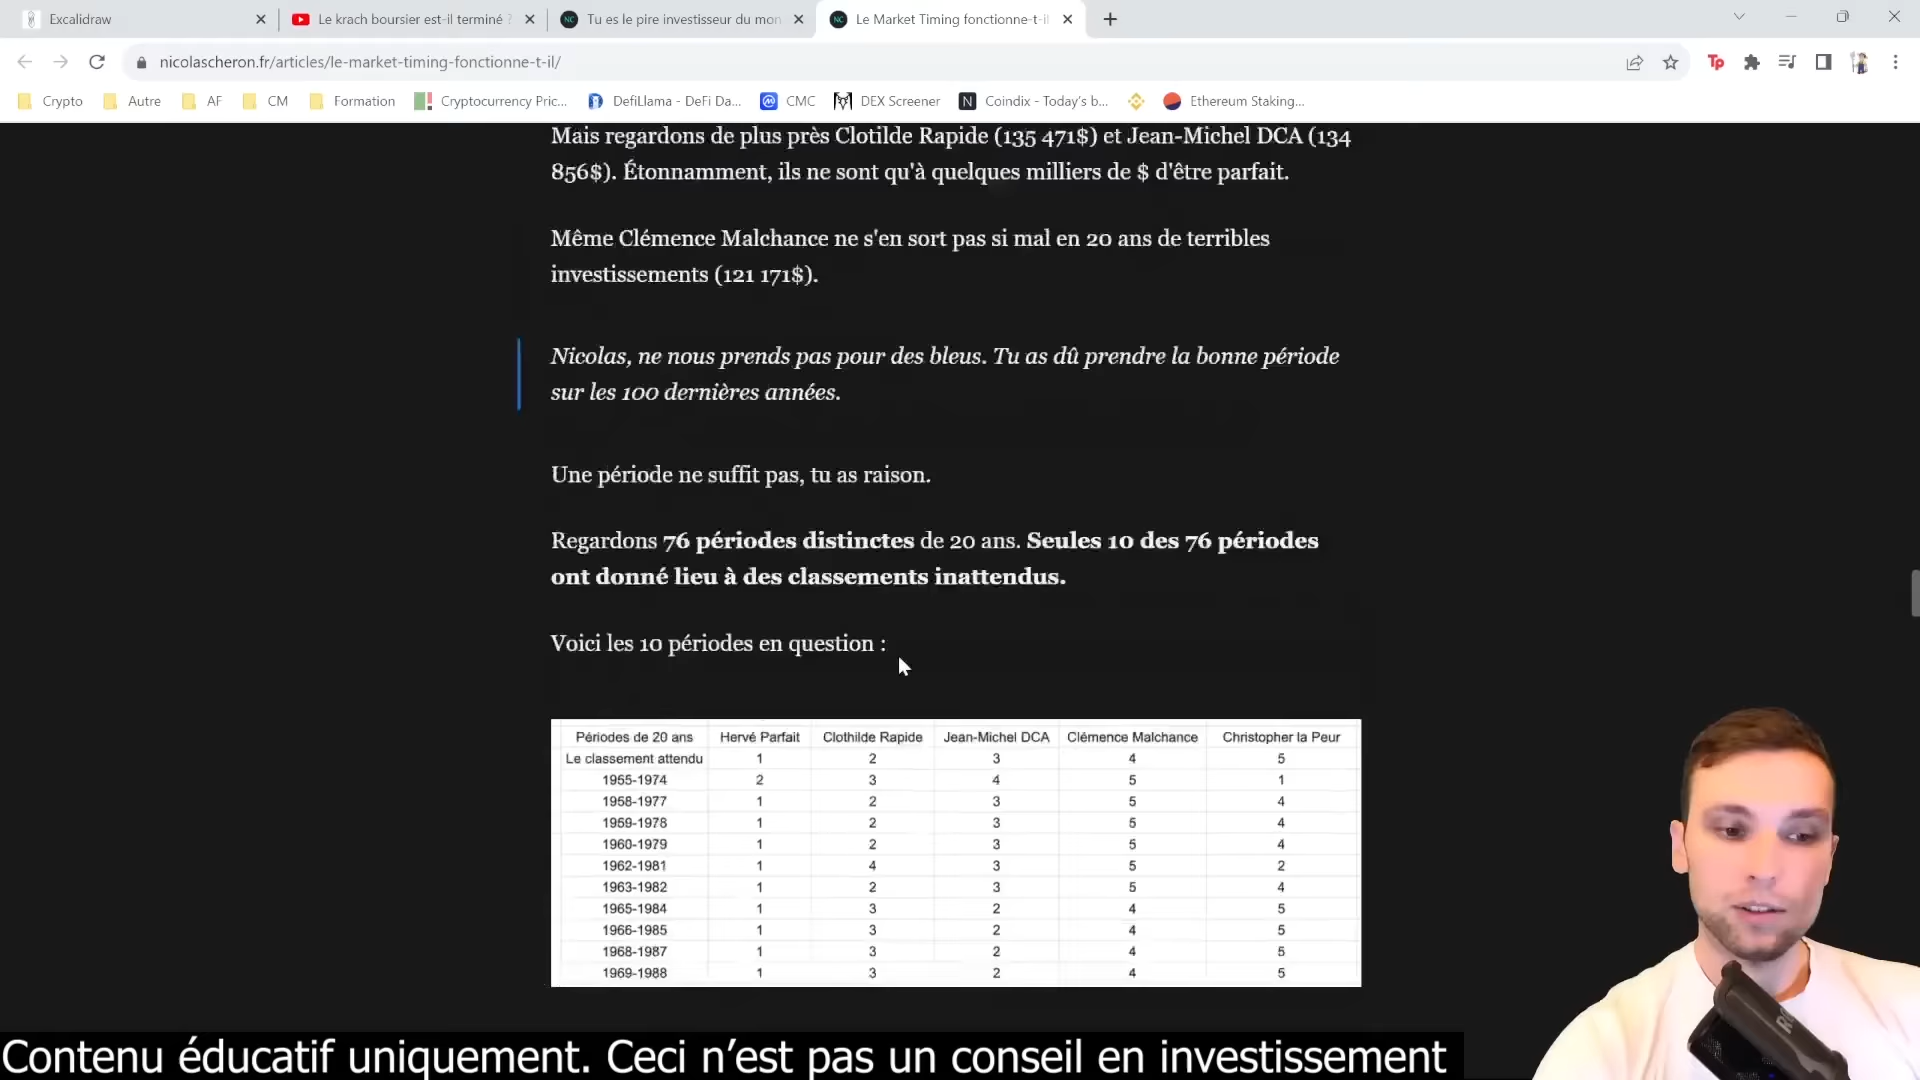 Excalidraw
Le krach boursier est-il terminé ?
Tu es le pire investisseur du mon
Le Market Timing fonctionne-t-il
nicolascheron.fr/articles/le-market-timing-fonctionne-t-il/
Crypto Autre AF CM Formation Cryptocurrency Pric... DefiLlama - DeFi Da... CMC DEX Screener Coindix - Today's b... Ethereum Staking...
Mais regardons de plus près Clotilde Rapide (135 471$) et Jean-Michel DCA (134
856$). Étonnamment, ils ne sont qu'à quelques milliers de $ d'être parfait.
Même Clémence Malchance ne s'en sort pas si mal en 20 ans de terribles
investissements (121 171$).
Nicolas, ne nous prends pas pour des bleus. Tu as dû prendre la bonne période
sur les 100 dernières années.
Une période ne suffit pas, tu as raison.
Regardons 76 périodes distinctes de 20 ans. Seules 10 des 76 périodes
ont donné lieu à des classements inattendus.
Voici les 10 périodes en question :
Périodes de 20 ans Hervé Parfait Clothilde Rapide Jean-Michel DCA Clémence Malchance Christopher la Peur
Le classement attendu 1 2 3 4 5
1955-1974 2 3 4 5 1
1958-1977 1 2 3 5 4
1959-1978 1 2 3 5 4
1960-1979 1 2 3 5 4
1962-1981 1 4 3 5 2
1963-1982 1 2 3 5 4
1965-1984 1 3 2 4 5
1966-1985 1 3 2 4 5
1968-1987 1 3 2 4 5
1969-1988 1 3 2 4 5
Contenu éducatif uniquement. Ceci n'est pas un conseil en investissement